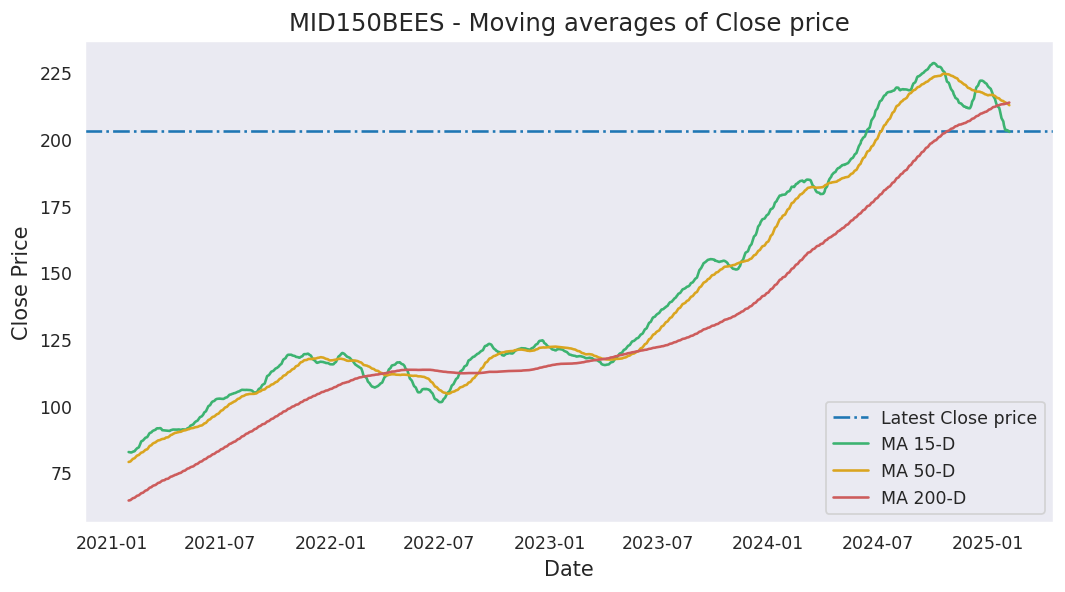 MID150BEES - Moving averages of Close price
Close Price
225
200
175
150
125
100
75
Latest Close price
MA 15-D
MA 50-D
MA 200-D
2021-01 2021-07 2022-01 2022-07 2023-01 2023-07 2024-01 2024-07 2025-01
Date